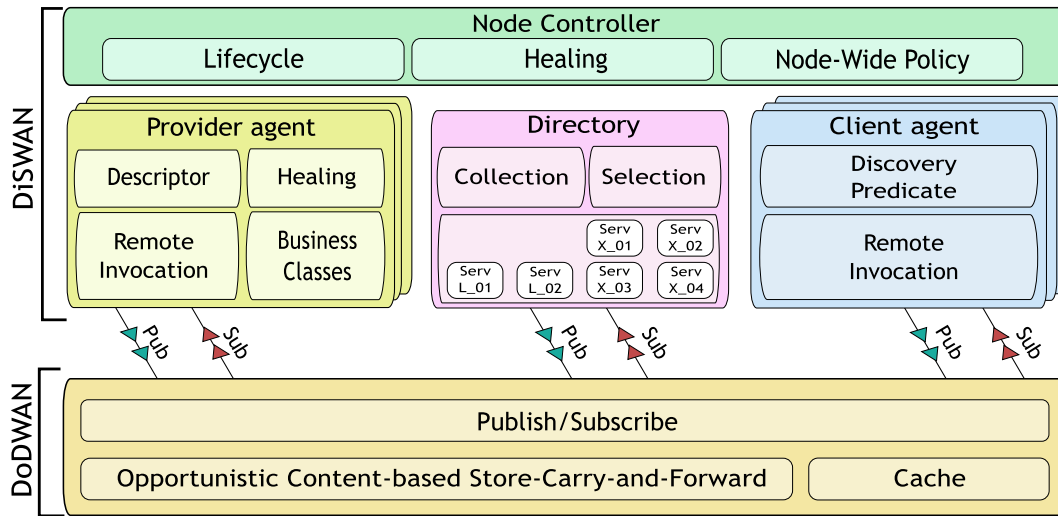 DiSWAN
Node Controller
Lifecycle
Healing
Node-Wide Policy
Provider agent
Descriptor
Healing
Remote
Invocation
Business
Classes
Directory
Collection
Selection
Serv
X_01
Serv
X_02
Serv
L_01
Serv
L_02
Serv
X_03
Serv
X_04
Client agent
Discovery
Predicate
Remote
Invocation
Pub
Sub
Pub
Sub
Pub
Sub
DoDWAN
Publish/Subscribe
Opportunistic Content-based Store-Carry-and-Forward
Cache